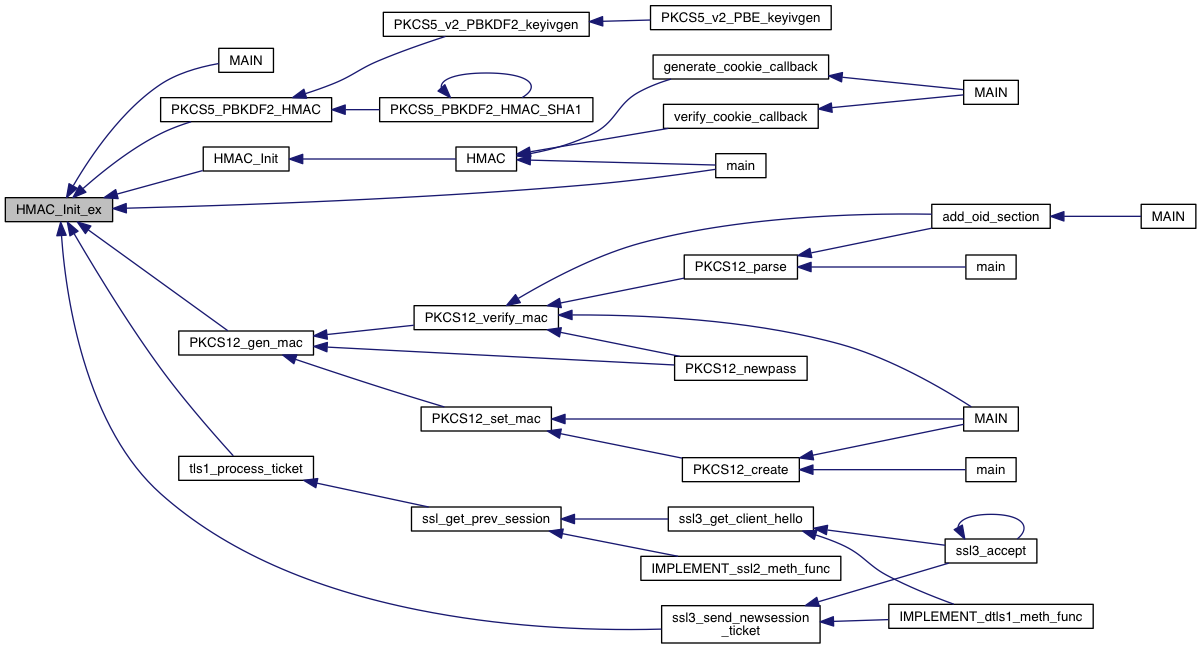 PKCS5_v2_PBKDF2_keyivgen
PKCS5_v2_PBE_keyivgen
MAIN
generate_cookie_callback
MAIN
PKCS5_PBKDF2_HMAC
PKCS5_PBKDF2_HMAC_SHA1
verify_cookie_callback
HMAC_Init
HMAC
main
HMAC_Init_ex
add_oid_section
MAIN
PKCS12_parse
main
PKCS12_verify_mac
PKCS12_gen_mac
PKCS12_newpass
PKCS12_set_mac
MAIN
tls1_process_ticket
PKCS12_create
main
ssl_get_prev_session
ssl3_get_client_hello
ssl3_accept
IMPLEMENT_ssl2_meth_func
ssl3_send_newsession
_ticket
IMPLEMENT_dtls1_meth_func